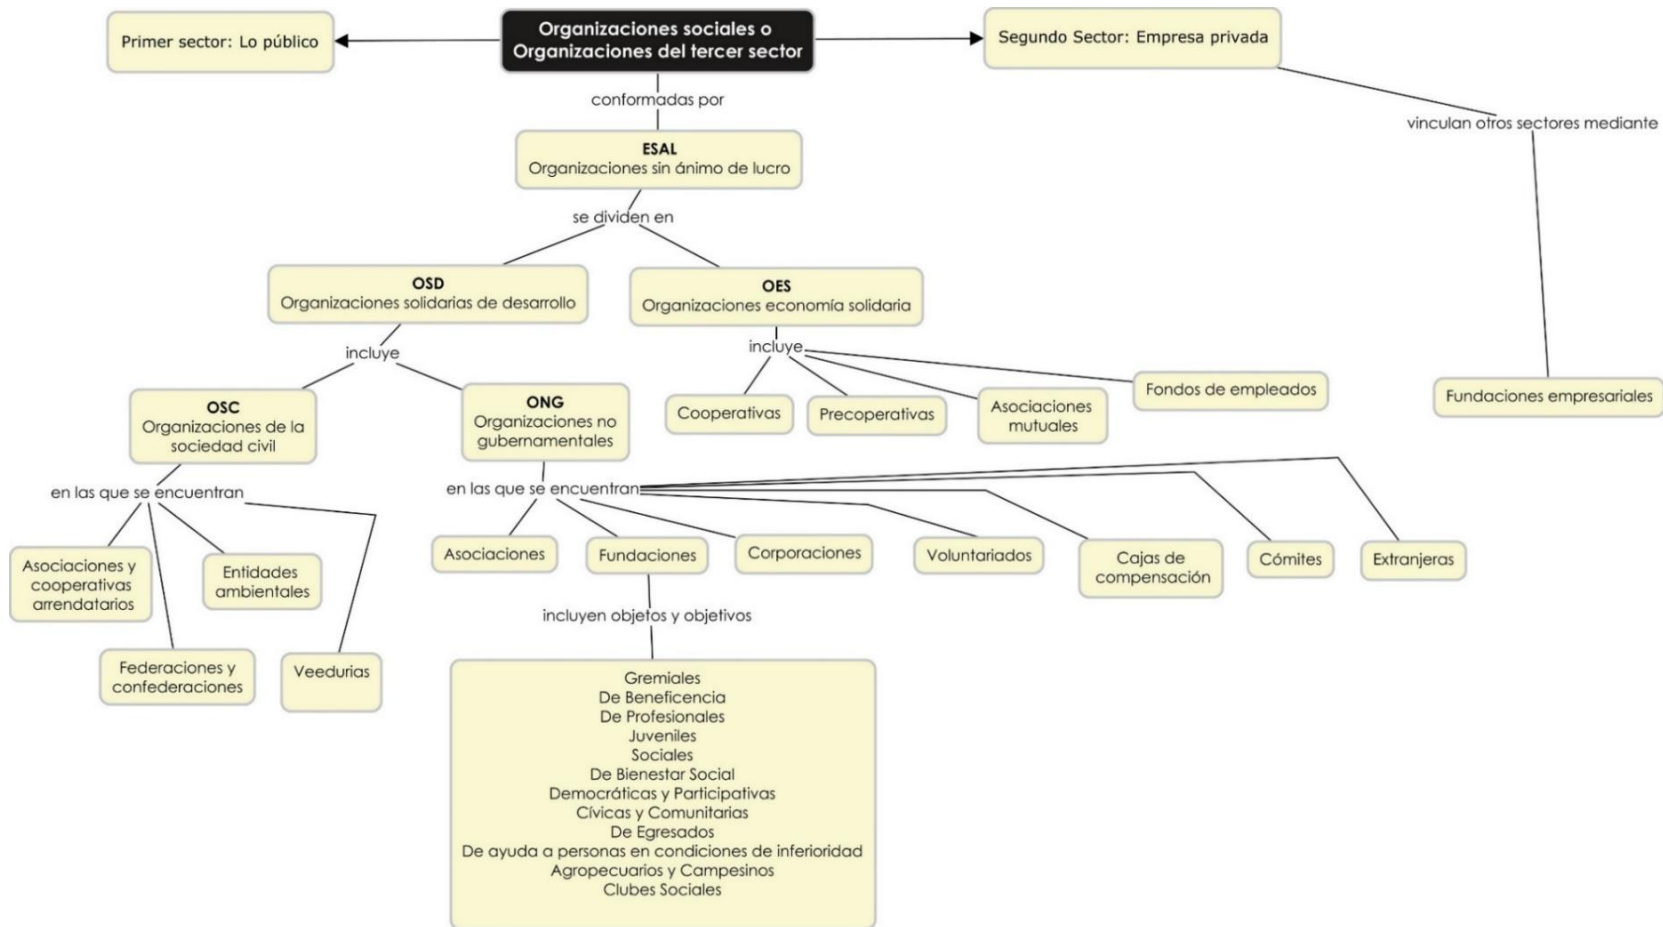 Organizaciones sociales o
Organizaciones del tercer sector
Primer sector: Lo público
Segundo Sector: Empresa privada
conformadas por
vinculan otros sectores mediante
ESAL
Organizaciones sin ánimo de lucro
se dividen en
OSD
Organizaciones solidarias de desarrollo
OES
Organizaciones economía solidaria
incluye
incluye
Fondos de empleados
Fundaciones empresariales
OSC
Organizaciones de la
sociedad civil
ONG
Organizaciones no
gubernamentales
Cooperativas
Precoperativas
Asociaciones
mutuales
en las que se encuentran
en las que se encuentran
Asociaciones y
cooperativas
arrendatarios
Entidades
ambientales
Federaciones y
confederaciones
Veedurias
Asociaciones
Fundaciones
Corporaciones
Voluntariados
Cajas de
compensación
Cómites
Extranjeras
incluyen objetos y objetivos
Gremiales
De Beneficencia
De Profesionales
Juveniles
Sociales
De Bienestar Social
Democráticas y Participativas
Cívicas y Comunitarias
De Egresados
De ayuda a personas en condiciones de inferioridad
Agropecuarios y Campesinos
Clubes Sociales